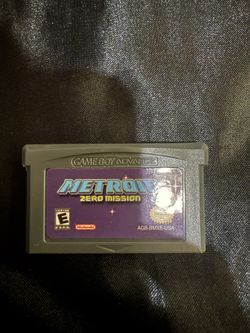 GAME BOY ADVANCE
METROID
ZERO MISSION
E
Nintendo
AGB-BMXE-USA